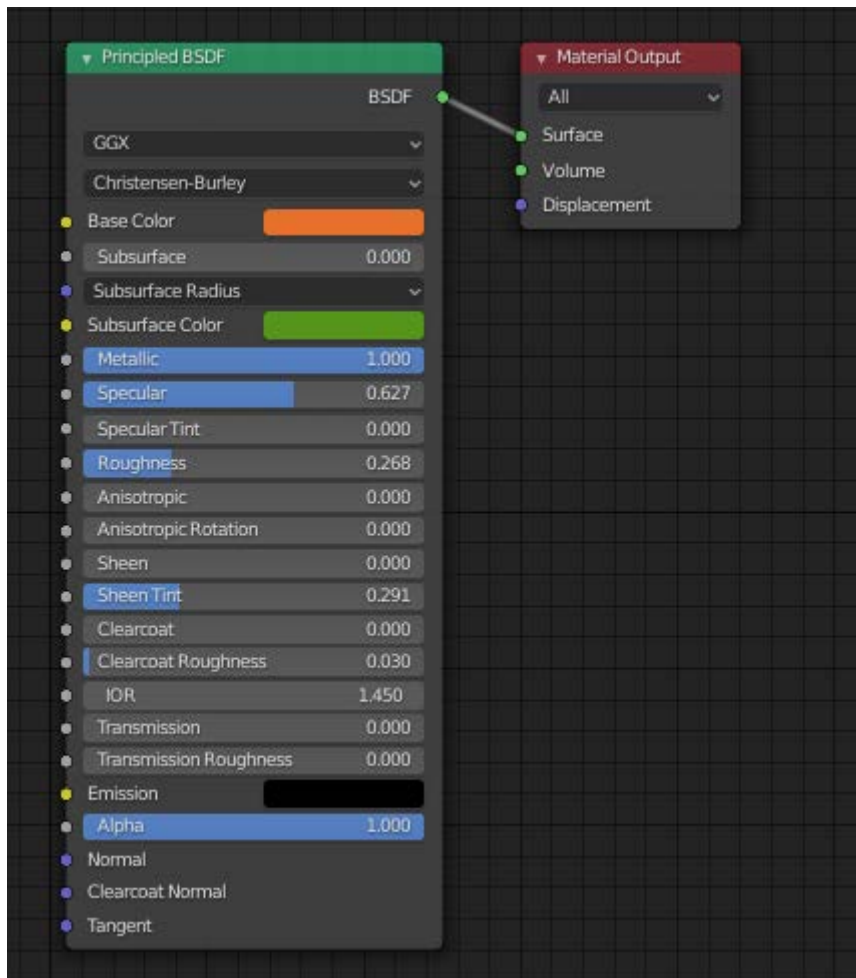 Principled BSDF
BSDF
GGX
Christensen-Burley
Base Color
Subsurface 0.000
Subsurface Radius
Subsurface Color
Metallic 1.000
Specular 0.627
Specular Tint 0.000
Roughness 0.268
Anisotropic 0.000
Anisotropic Rotation 0.000
Sheen 0.000
Sheen Tint 0.291
Clearcoat 0.000
Clearcoat Roughness 0.030
IOR 1.450
Transmission 0.000
Transmission Roughness 0.000
Emission
Alpha 1.000
Normal
Clearcoat Normal
Tangent
Material Output
All
Surface
Volume
Displacement